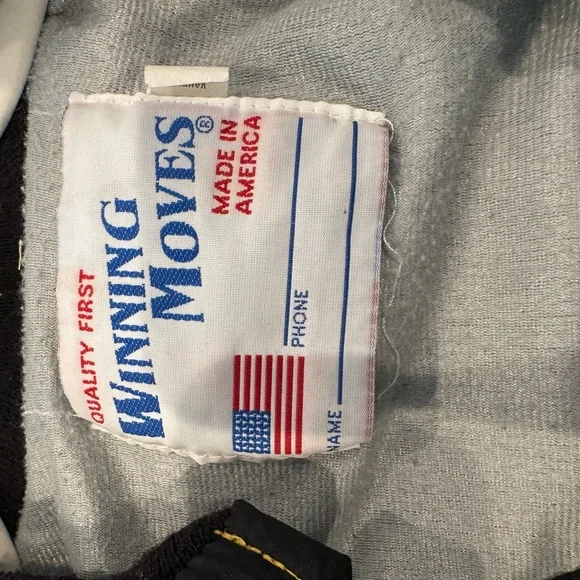 QUALITY FIRST
WINNING
MOVES®
MADE IN
AMERICA
PHONE
NAME